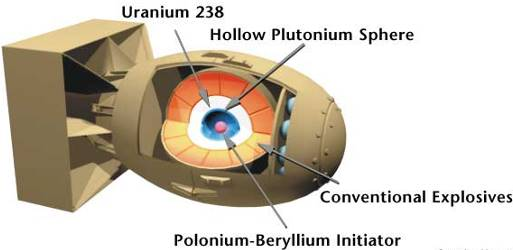 Uranium 238
Hollow Plutonium Sphere
Conventional Explosives
Polonium-Beryllium Initiator